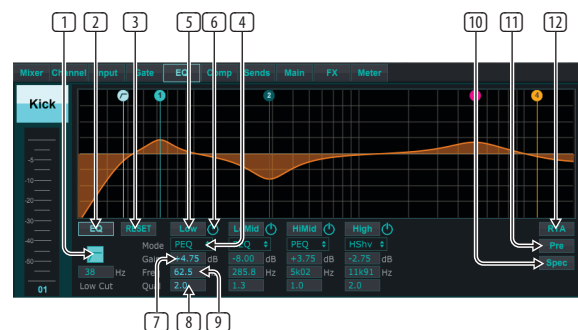 1 2 3 5 6 4 10 11 12
Mixer Channel Input Gate EQ Comp Sends Main FX Meter
Kick
1 2 4
-5
-10
-20
-30
-40
-50
01
EQ RESET Low LoMid HiMid High RTA
Mode PEQ PEQ PEQ HShv Pre
Gain +4.75 dB -8.00 dB +3.75 dB -2.75 dB Spec
38 Hz Freq 62.5 285.8 Hz 5k02 Hz 11k91 Hz
Low Cut Qual 2.0 1.3 1.0 2.0
7 8 9